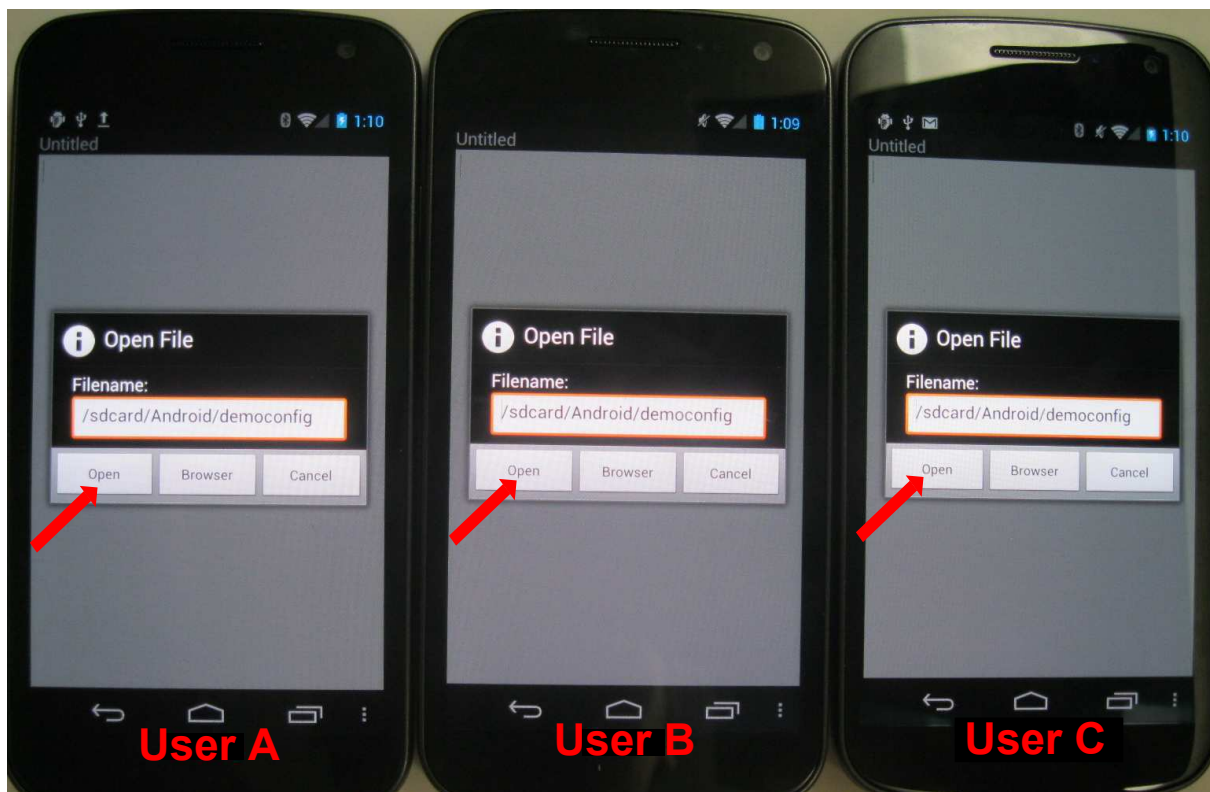 1:10
Untitled
Open File
Filename:
/sdcard/Android/democonfig
Open Browser Cancel
User A
1:09
Untitled
Open File
Filename:
/sdcard/Android/democonfig
Open Browser Cancel
User B
1:10
Untitled
Open File
Filename:
/sdcard/Android/democonfig
Open Browser Cancel
User C